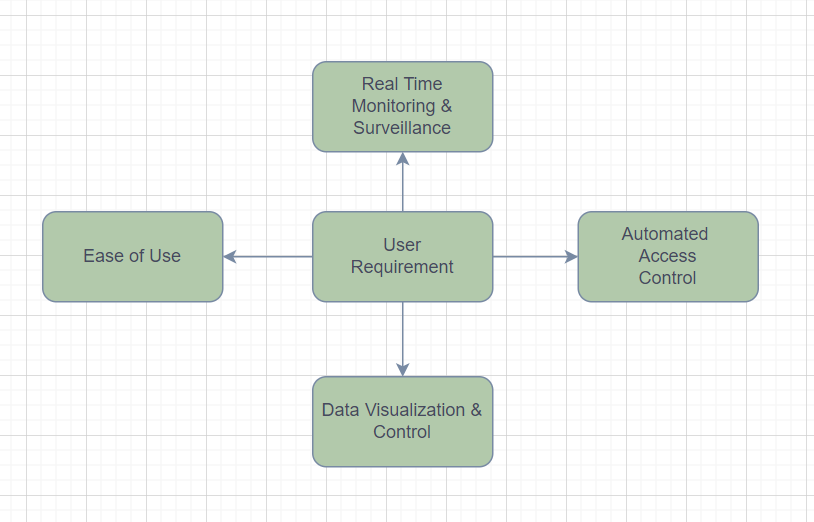 Real Time
Monitoring &
Surveillance
Ease of Use
User
Requirement
Automated
Access
Control
Data Visualization &
Control